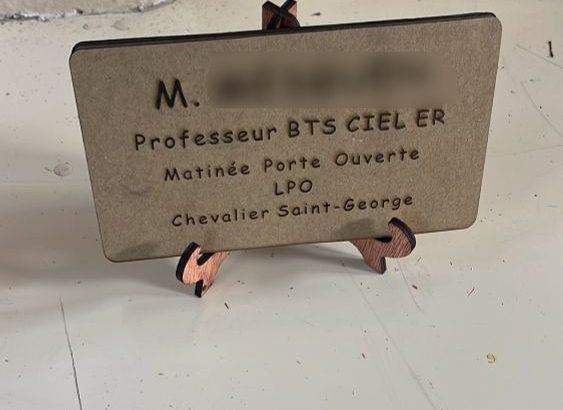 M.
Professeur BTS CIEL ER
Matinée Porte Ouverte
LPO
Chevalier Saint-George